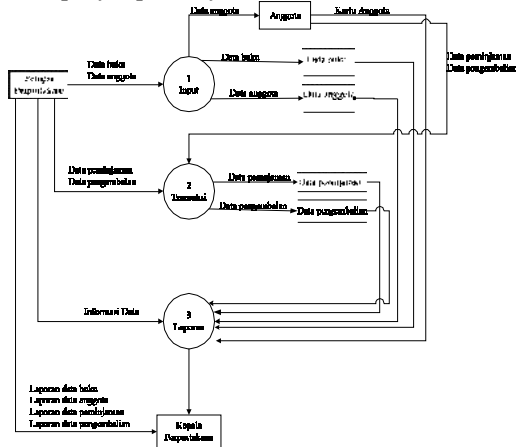 Data anggota
Anggota
Kartu Anggota
Data buku
Data anggota
Data buku
Data buku
Data peminjaman
Data pengembalian
Petugas
Perpustakaan
1
Input
Data anggota
Data anggota
Data peminjaman
Data pengembalian
2
Transaksi
Data peminjaman
Data peminjaman
Data pengembalian
Data pengembalian
Informasi Data
3
Laporan
Laporan data buku
Laporan data anggota
Laporan data peminjaman
Laporan data pengembalian
Kepala
Perpustakaan